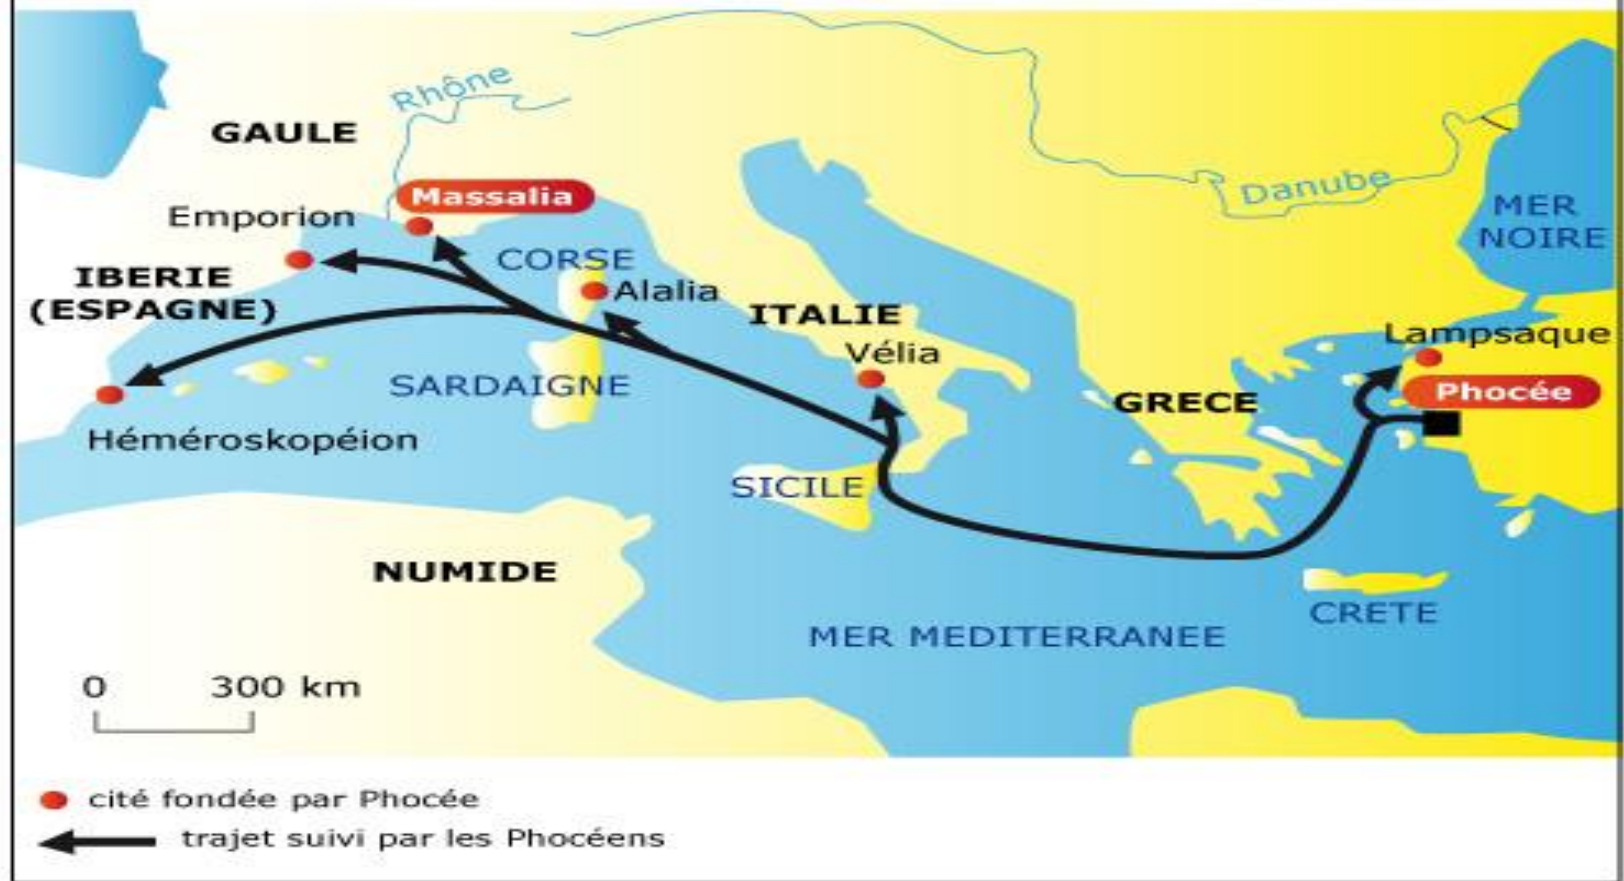 Rhône
GAULE
Massalia
Emporion
CORSE
IBERIE
(ESPAGNE)
Alalia
ITALIE
Vélia
SARDAIGNE
Héméroskopéion
SICILE
NUMIDE
Danube
MER
NOIRE
Lampsaque
Phocée
GRECE
CRETE
MER MEDITERRANEE
0 300 km
cité fondée par Phocée
trajet suivi par les Phocéens